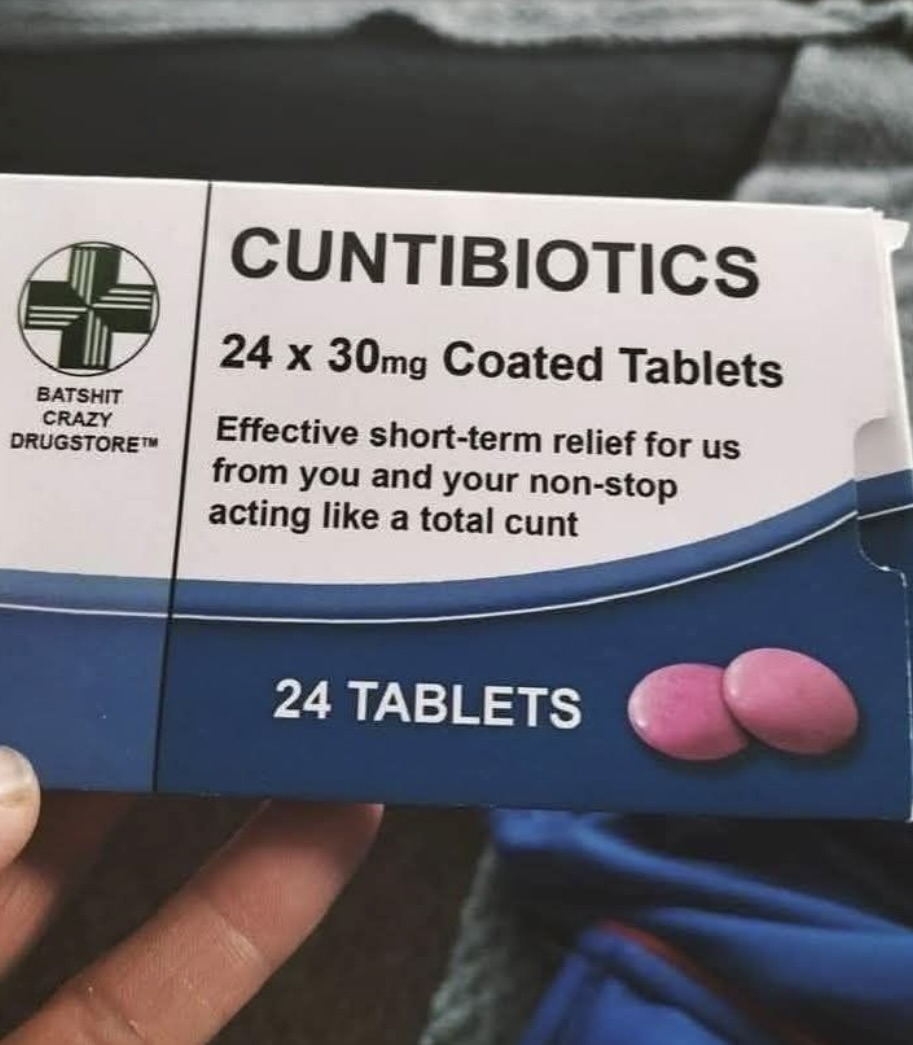 CUNTIBIOTICS
24 x 30mg Coated Tablets
Effective short-term relief for us
from you and your non-stop
acting like a total cunt
BATSHIT
CRAZY
DRUGSTORE™
24 TABLETS